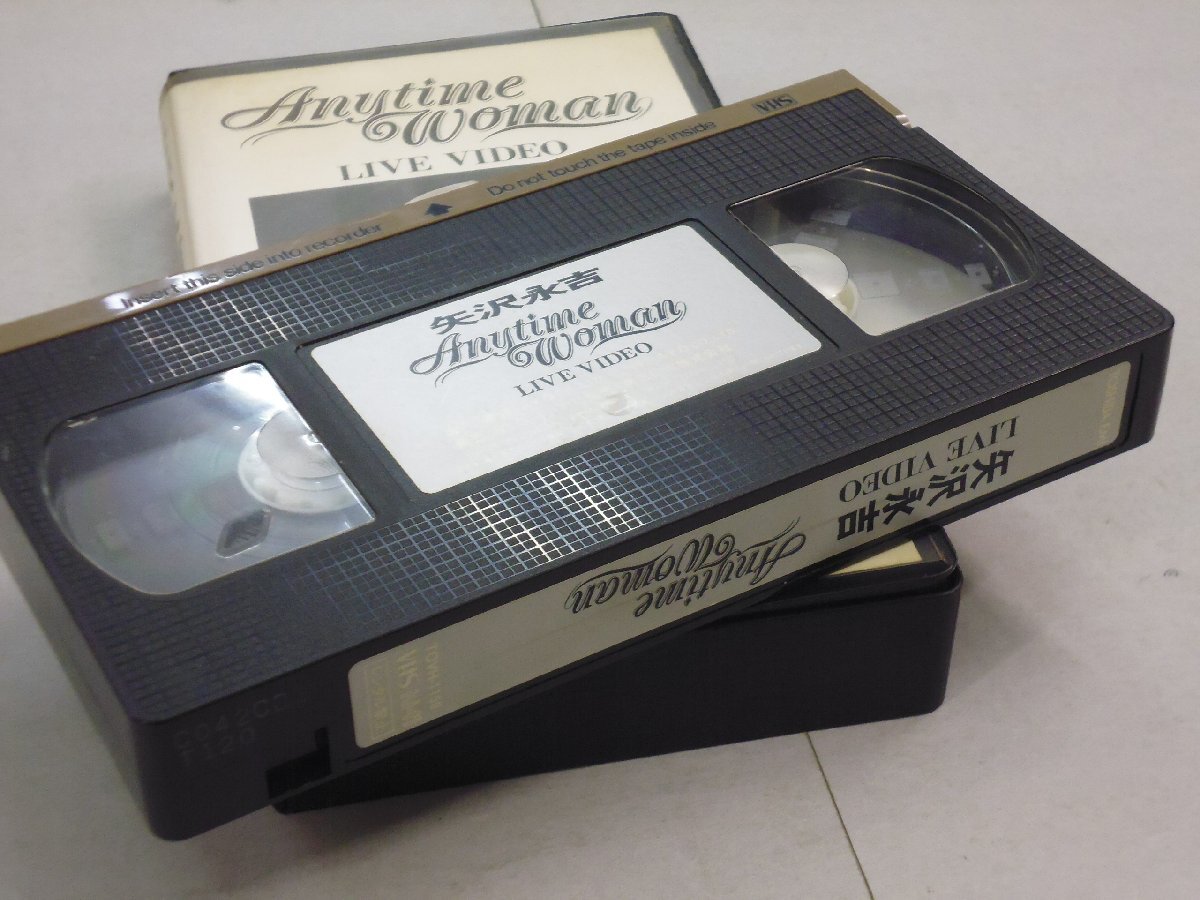 Anytime
Woman
LIVE VIDEO
VHS
Do not touch the tape inside
Insert this side into recorder
矢沢永吉
Anytime
Woman
LIVE VIDEO
矢沢永吉
LIVE VIDEO
Anytime
Woman
T120